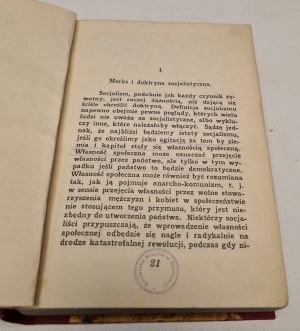 I.
Marks i doktryna socjalistyczna.
Socjalizm, podobnie jak każdy czynnik ży-
wotny, jest raczej dążnością, nie dającą się
ściśle określić doktryną. Definicja socjalizmu
napewno obejmie pewne poglądy, których wielu
ludzi nie uważa za socjalistyczne, albo wyklu-
czy inne, które należałoby włączyć. Sądzę jed-
nak, że najbliżsi będziemy istoty socjalizmu,
jeśli go określimy jako agitację za tem by zie-
mia i kapitał stały się własnością społeczną.
Własność społeczna może oznaczać przejęcie
własności przez państwo, ale tylko w tym wy-
padku jeśli państwo to będzie demokratyczne.
Własność społeczna może również być rozumiana
tak, jak ją pojmuje anarcho-komunizm, t. j.
w sensie przejęcia własności przez wolne stowa-
rzyszenia mężczyzn i kobiet w społeczeństwie
nie stosującem tego przymusu, który jest nie-
zbędny do utworzenia państwa. Niektórzy so-
cjaliści przypuszczają, że wprowadzenie własności
społecznej odbędzie się nagle i radykalnie na
drodze katastrofalnej rewolucji, podczas gdy in-
21